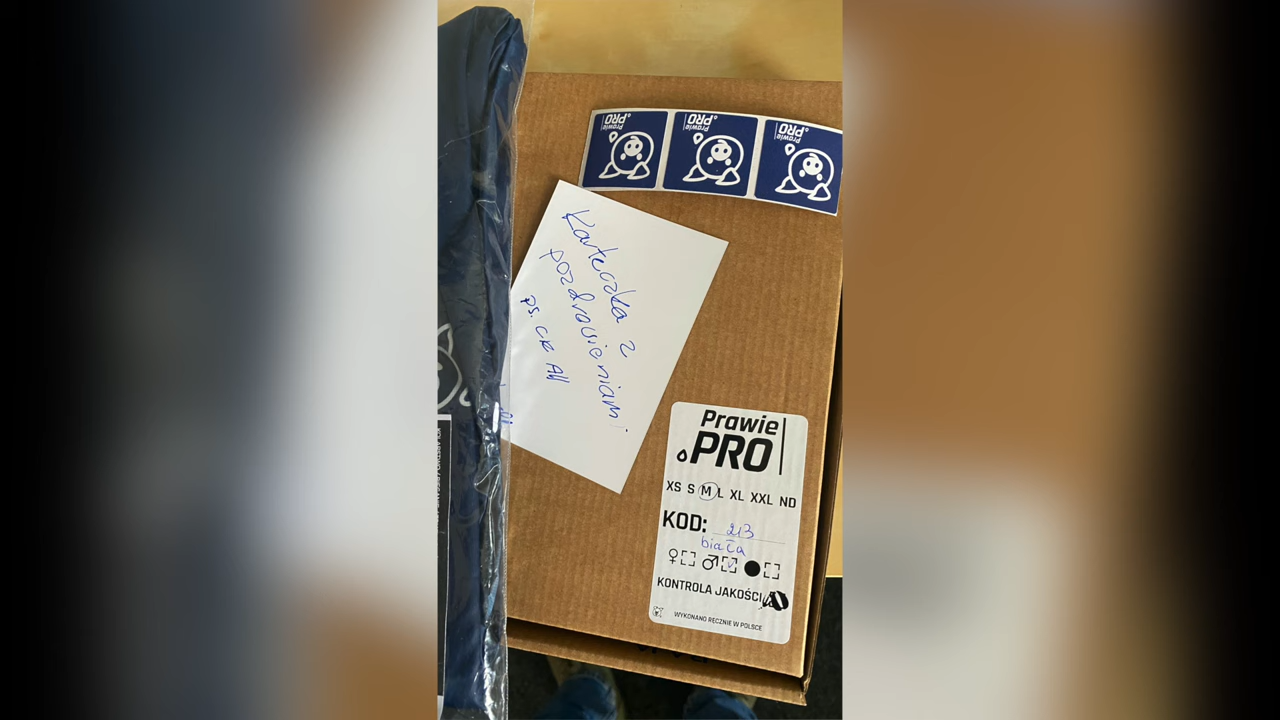 Prawie
.PRO
Prawie
.PRO
Prawie
.PRO
Karteczka z
pozdrowieniami
ps. CR All
Prawie
.PRO
XS S M L XL XXL ND
KOD: 213
biała
KONTROLA JAKOŚCI
WYKONANO RĘCZNIE W POLSCE